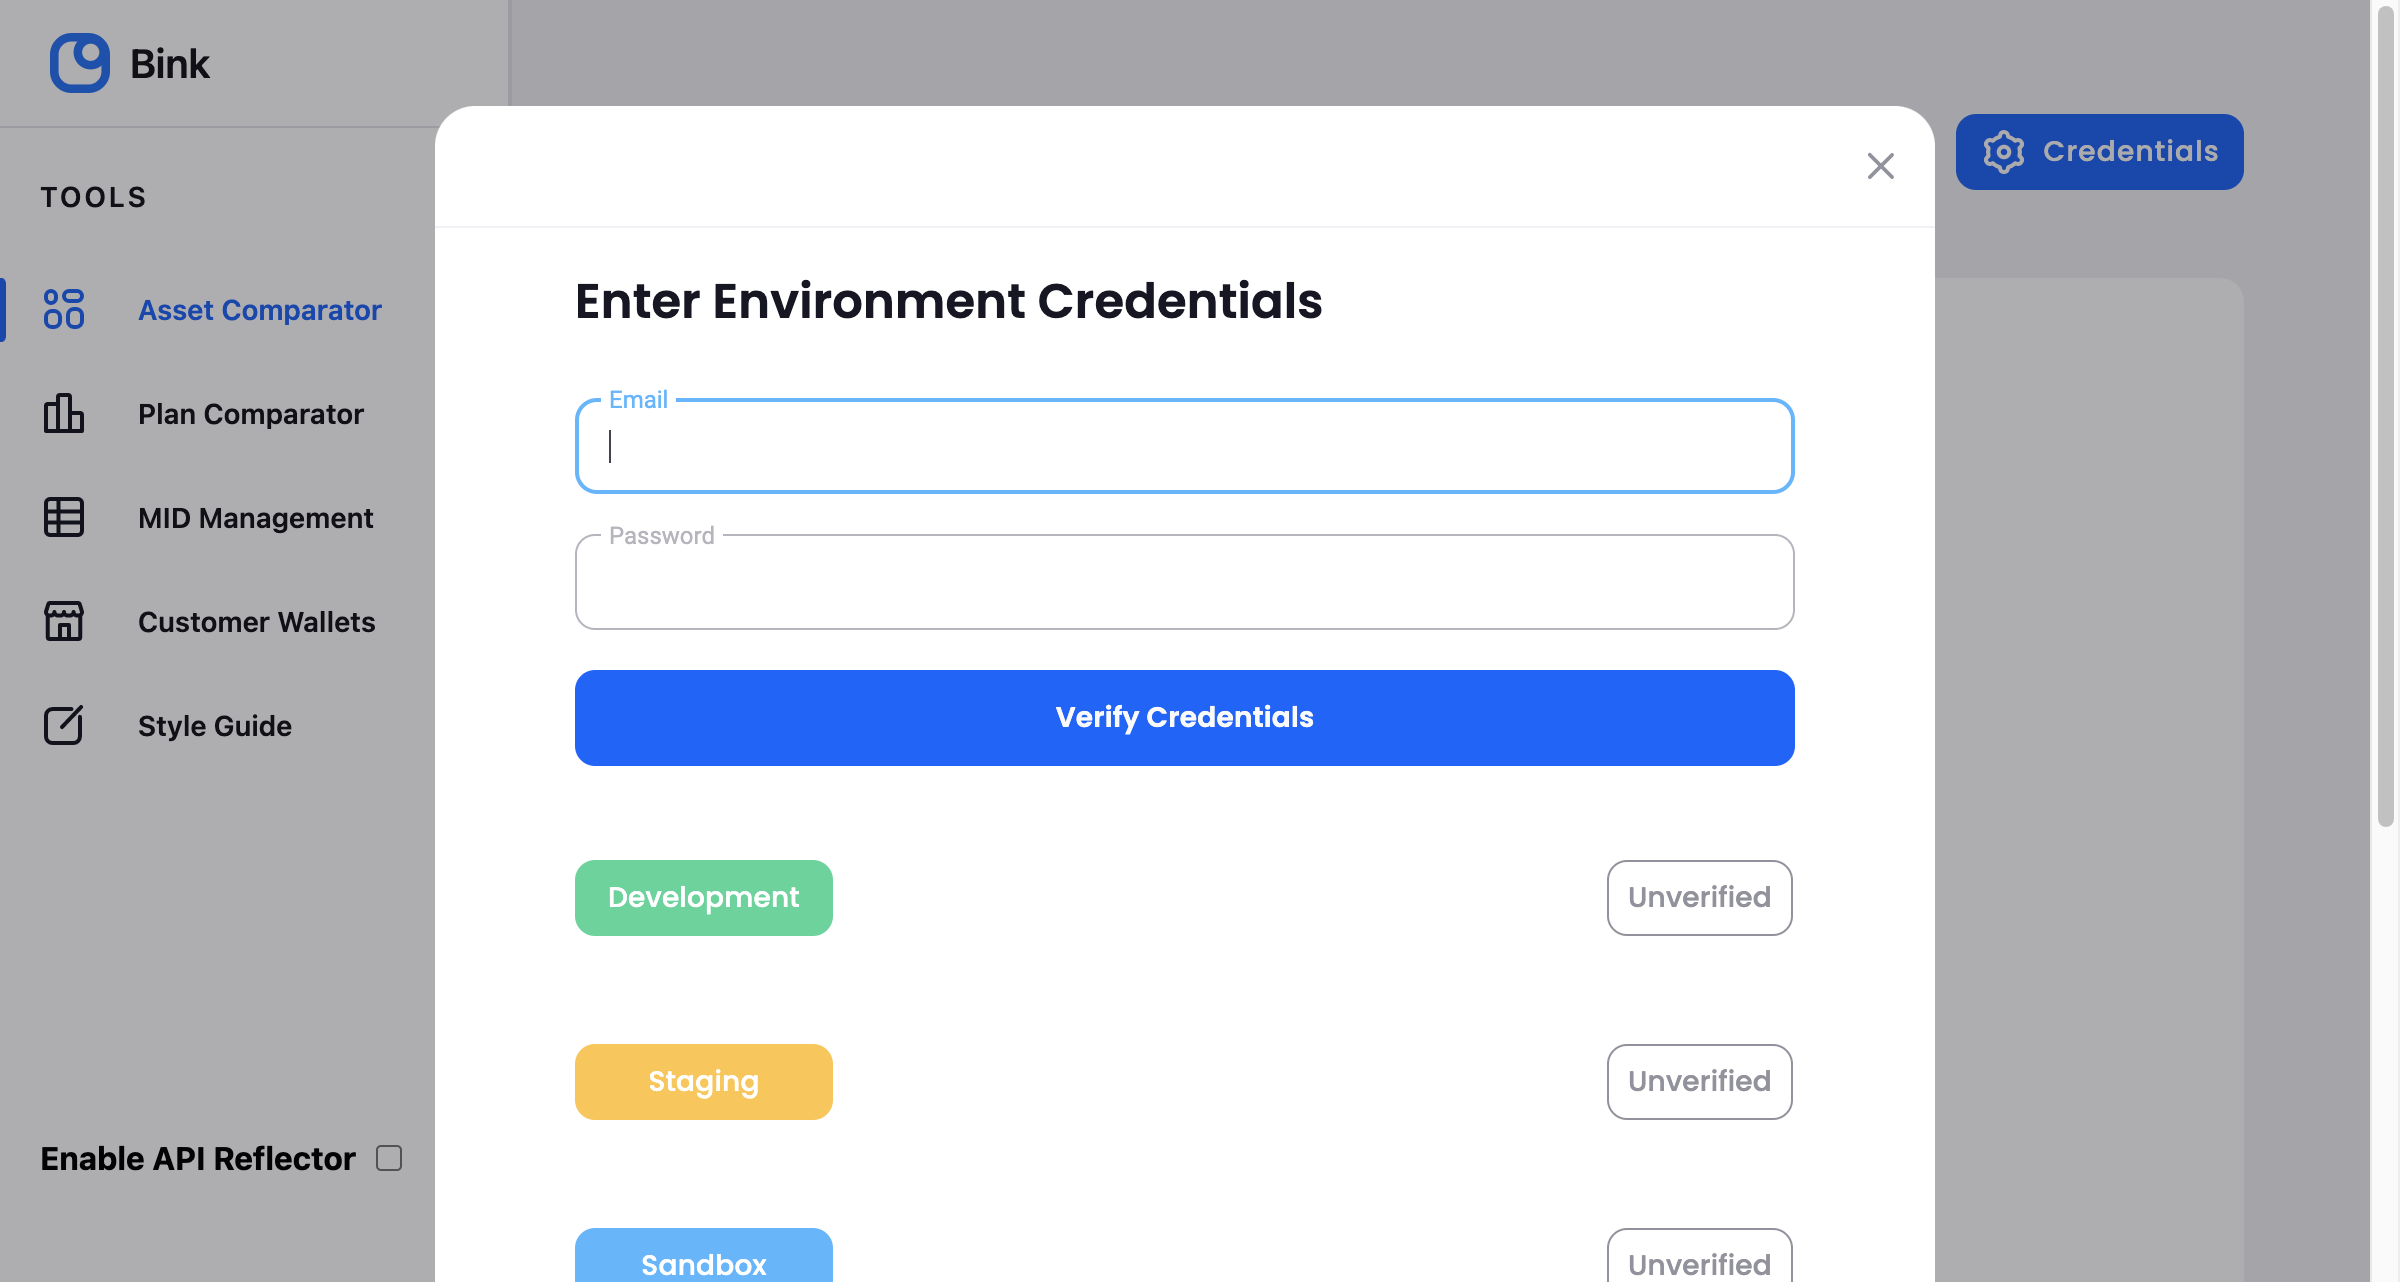 Bink
TOOLS
Asset Comparator
Plan Comparator
MID Management
Customer Wallets
Style Guide
Enable API Reflector
Credentials
Enter Environment Credentials
Email
Password
Verify Credentials
Development
Unverified
Staging
Unverified
Sandbox
Unverified